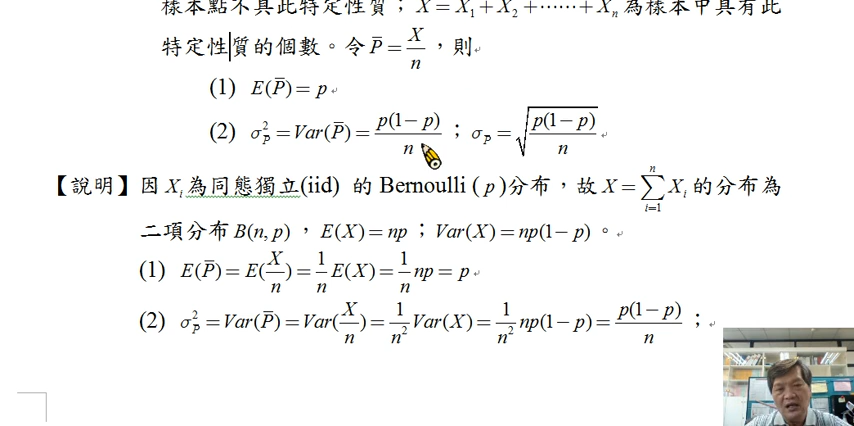 樣本點不具此特定性質；X = X₁ + X₂ + ⋯⋯ + Xₙ 為樣本中具有此
特定性質的個數。令 P̄ = X/n ，則
(1) E(P̄) = p
(2) σ²_P̄ = Var(P̄) = p(1−p)/n ；σ_P̄ = √(p(1−p)/n)
【說明】因 Xᵢ 為同態獨立(iid) 的 Bernoulli (p)分布，故 X = ∑ⁿᵢ₌₁ Xᵢ 的分布為
二項分布 B(n, p) ，E(X) = np ；Var(X) = np(1−p) 。
(1) E(P̄) = E(X/n) = 1/n E(X) = 1/n np = p
(2) σ²_P̄ = Var(P̄) = Var(X/n) = 1/n² Var(X) = 1/n² np(1−p) = p(1−p)/n ；